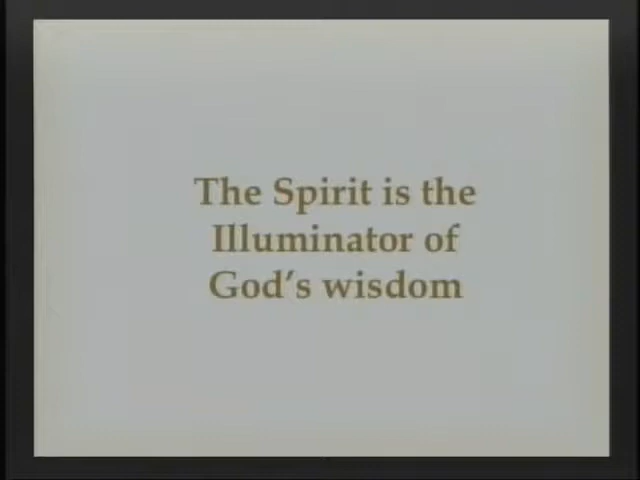 The Spirit is the
Illuminator of
God's wisdom